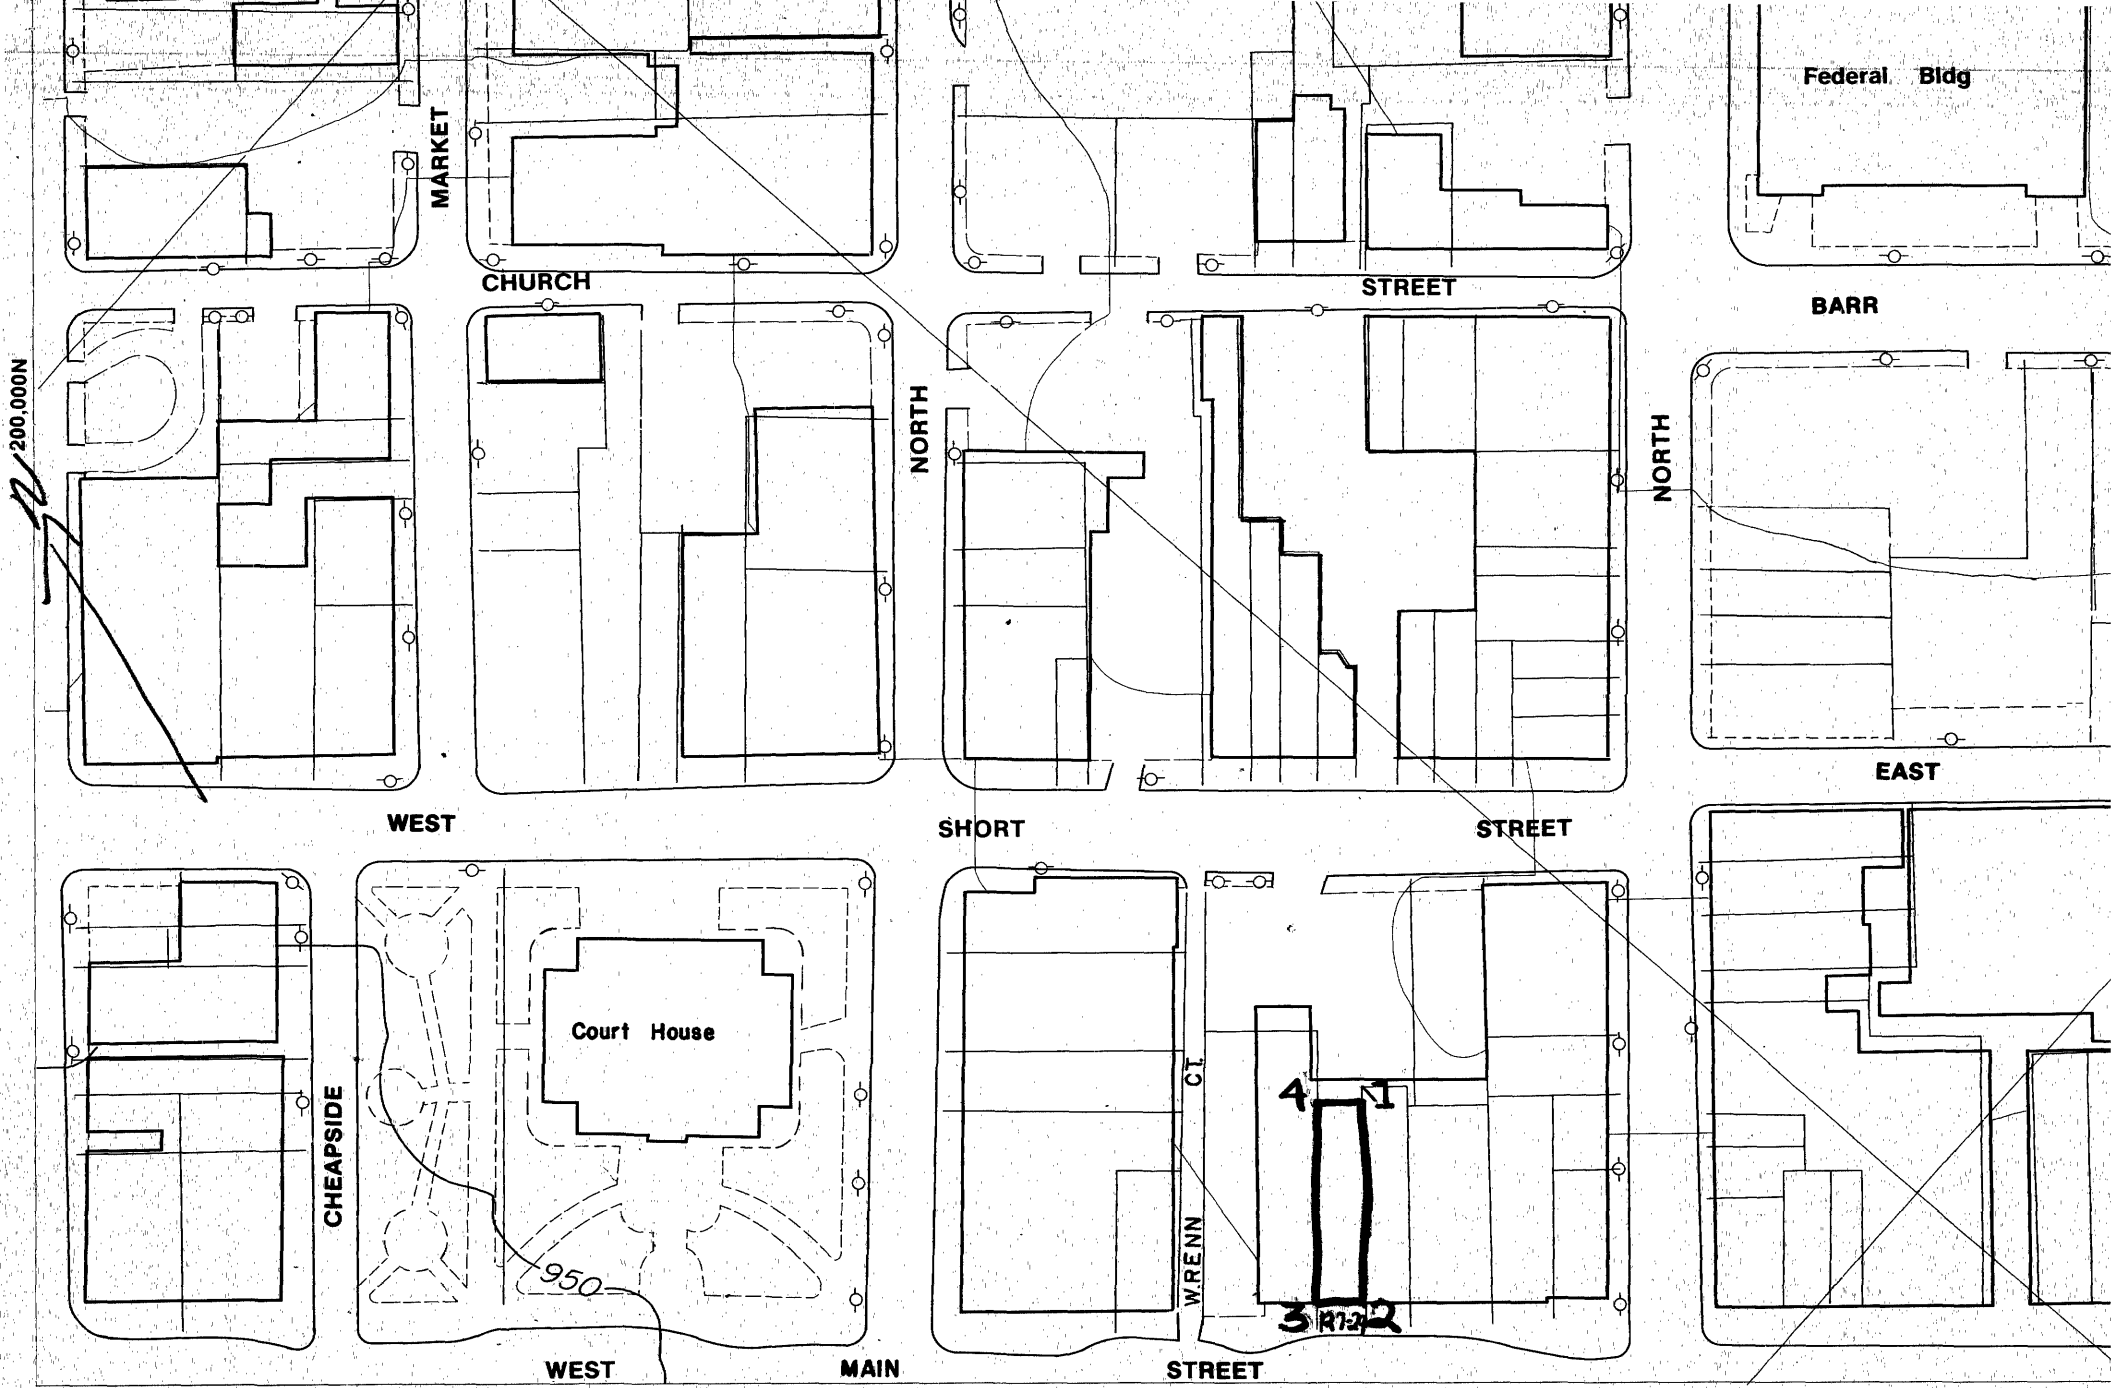 Federal Bldg
MARKET
CHURCH STREET
BARR
200,000N
N
NORTH
NORTH
EAST
WEST SHORT STREET
Court House
CT.
4 1
CHEAPSIDE
W.RENN
950
3 2
WEST MAIN STREET